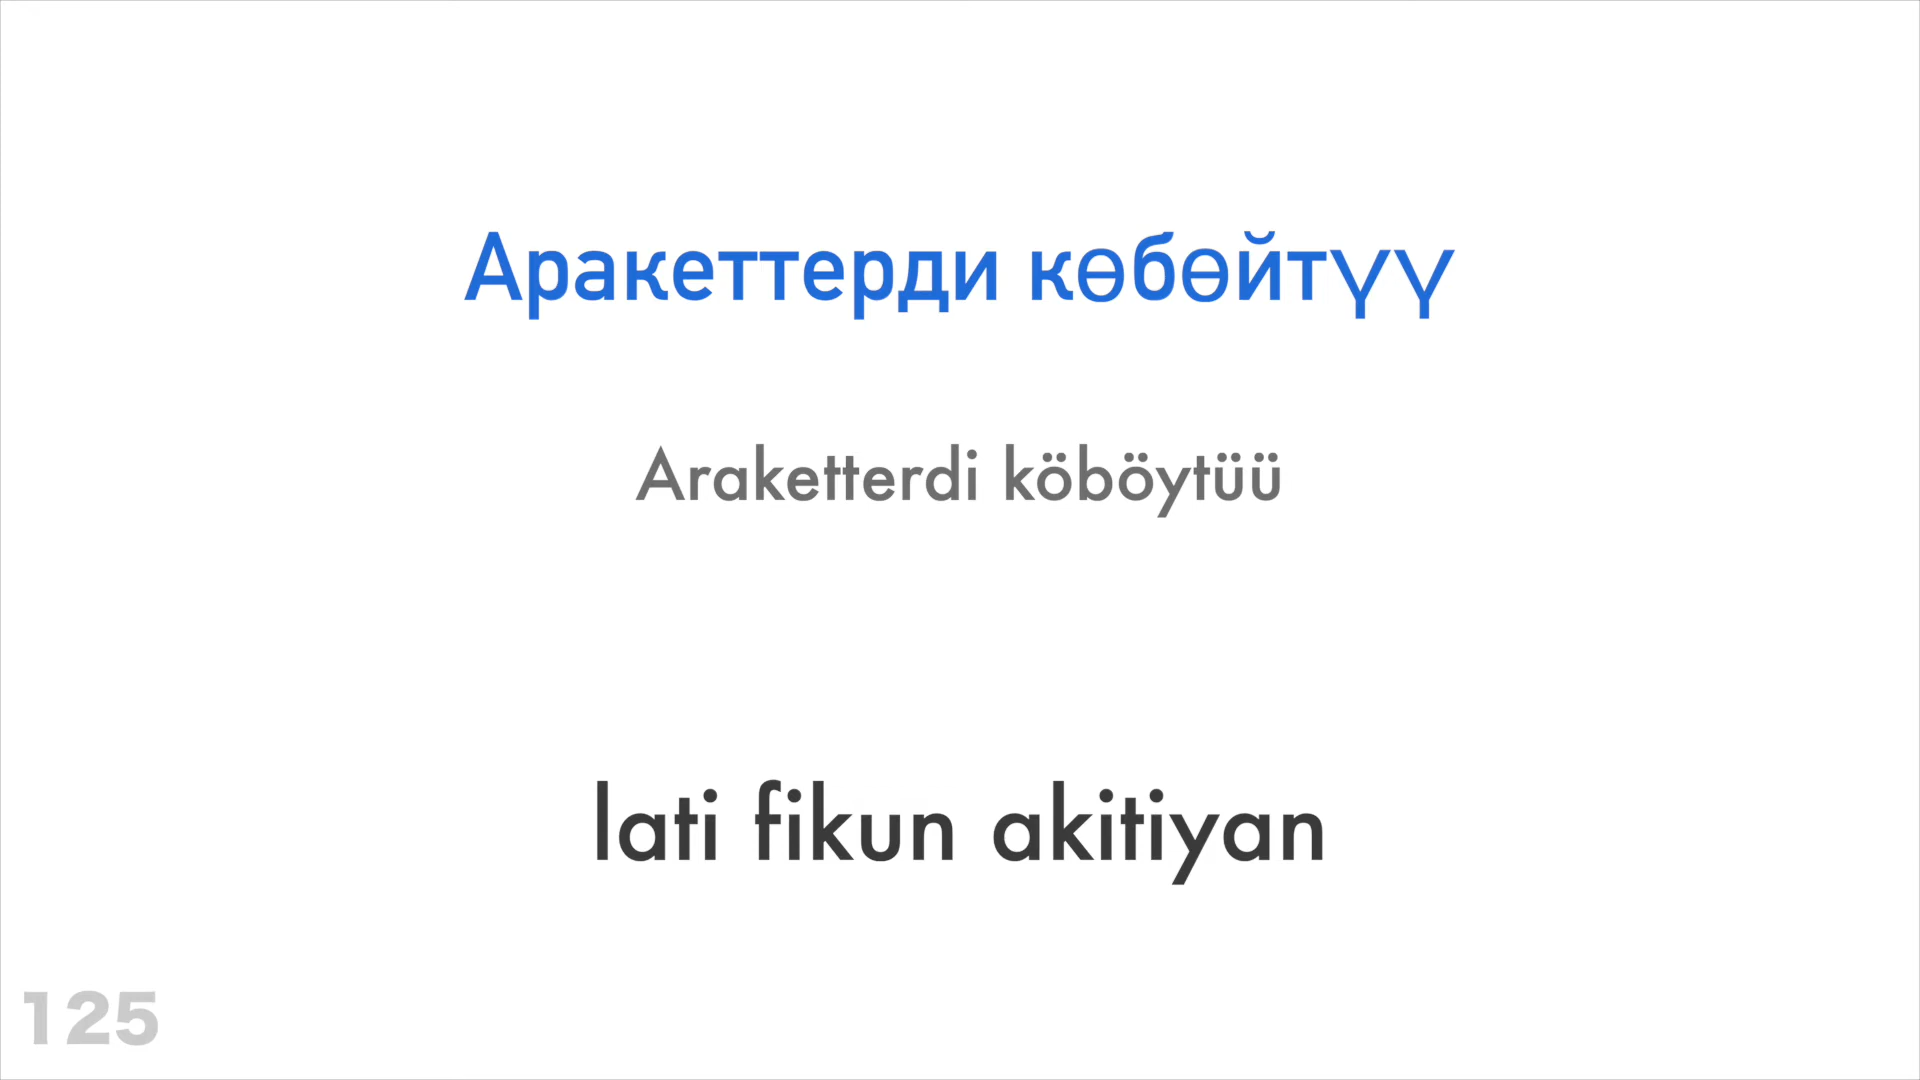 Аракеттерди көбөйтүү
Araketterdi köböytüü
lati fikun akitiyan
125